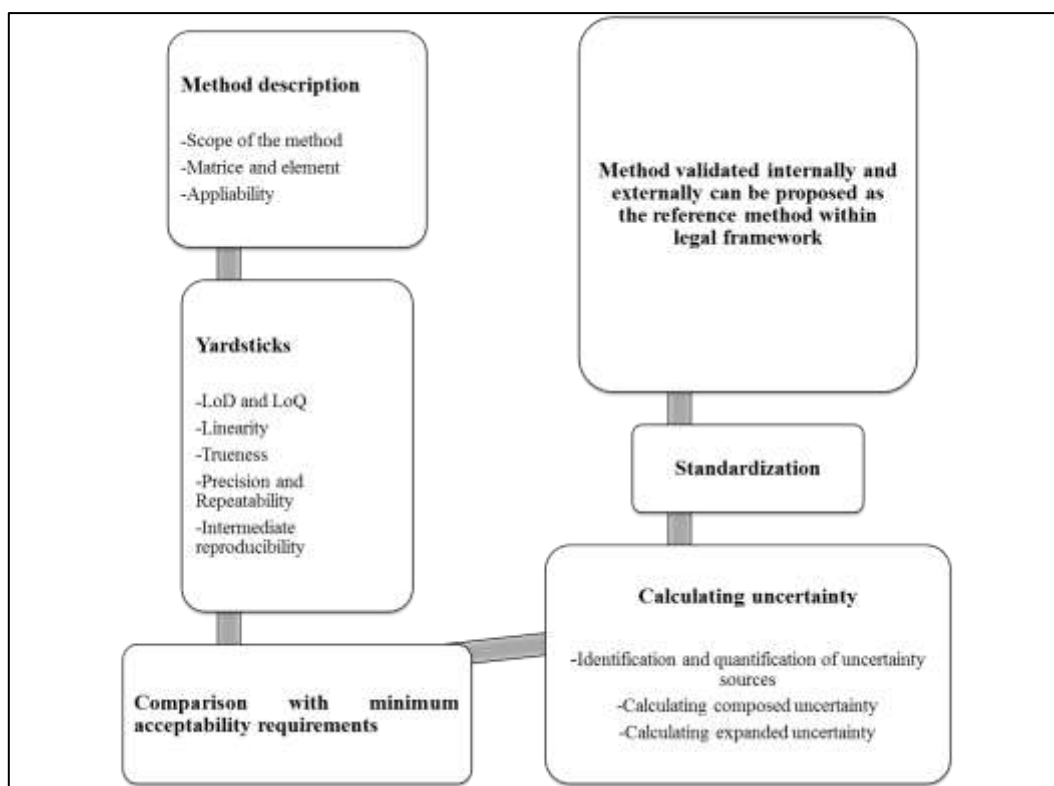 Method description
-Scope of the method
-Matrice and element
-Appliability
Yardsticks
-LoD and LoQ
-Linearity
-Trueness
-Precision and
Repeatability
-Intermediate
reproducibility
Comparison with minimum
acceptability requirements
Calculating uncertainty
-Identification and quantification of uncertainty
sources
-Calculating composed uncertainty
-Calculating expanded uncertainty
Standardization
Method validated internally and
externally can be proposed as
the reference method within
legal framework